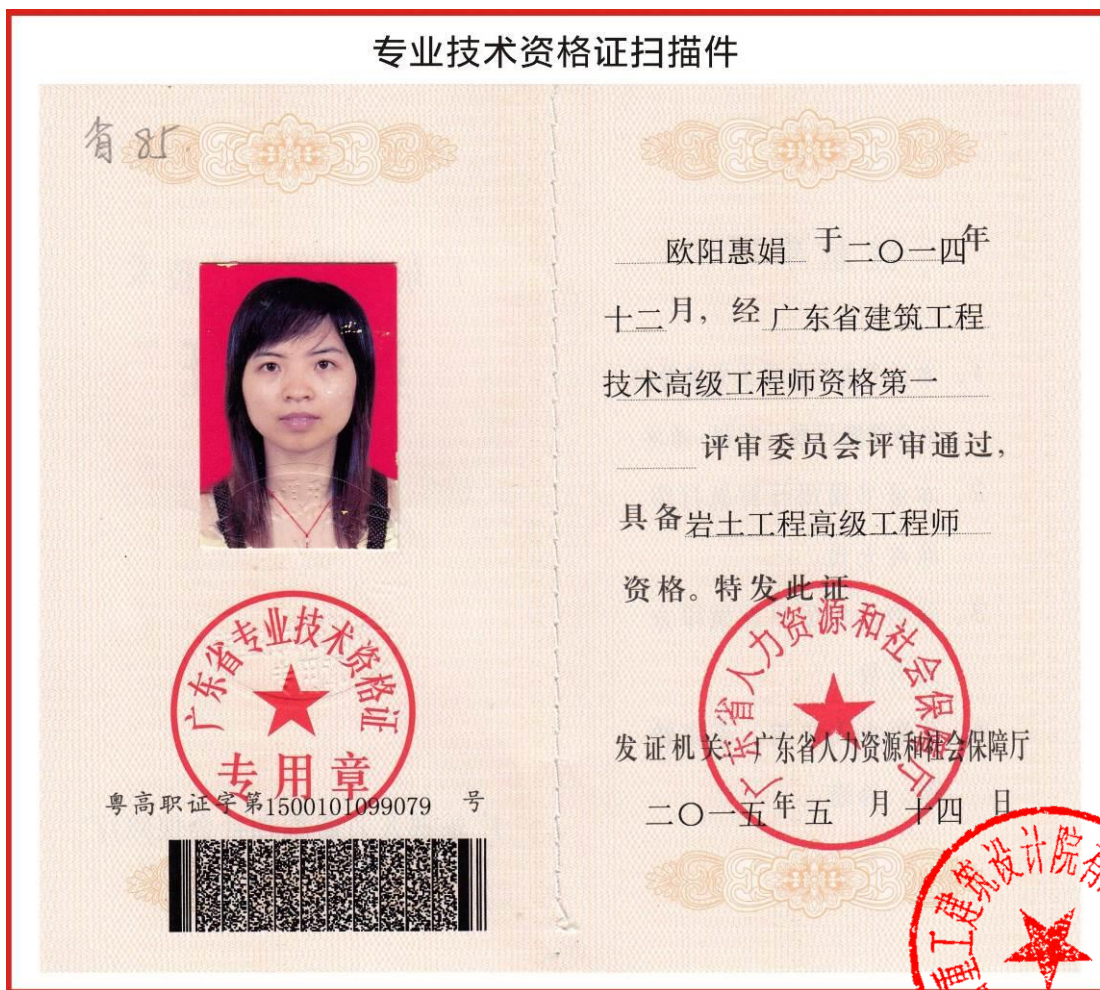 专业技术资格证扫描件
省 85
广东省专业技术资格证
专用章
粤高职证字第1500101099079 号
欧阳惠娟 于二〇一四年
十二月，经广东省建筑工程
技术高级工程师资格第一
评审委员会评审通过，
具备岩土工程高级工程师
资格。特发此证
广东省人力资源和社会保障厅
发证机关：广东省人力资源和社会保障厅
二〇一五年五月十四日
重工建筑设计院有